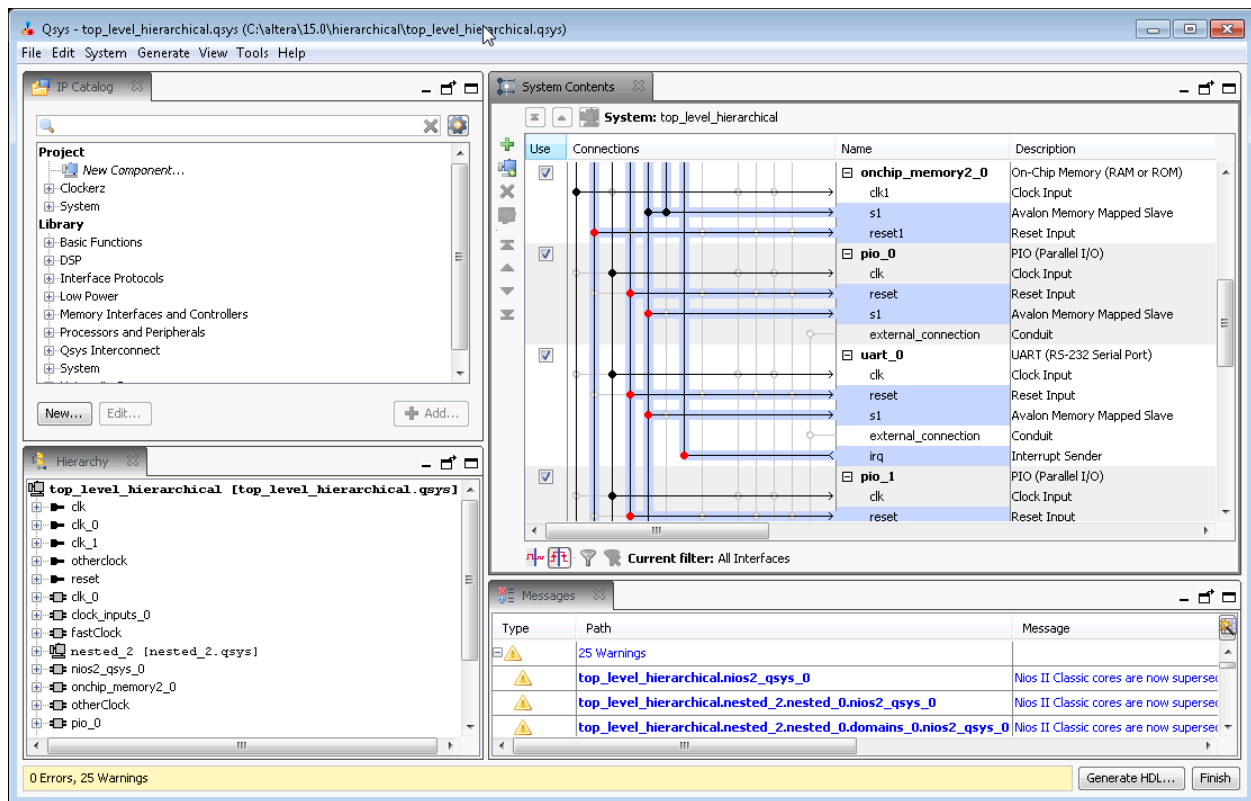 Qsys - top_level_hierarchical.qsys (C:\altera\15.0\hierarchical\top_level_hierarchical.qsys)
File Edit System Generate View Tools Help
IP Catalog
Project
New Component...
Clockerz
System
Library
Basic Functions
DSP
Interface Protocols
Low Power
Memory Interfaces and Controllers
Processors and Peripherals
Qsys Interconnect
System
New... Edit... Add...
Hierarchy
top_level_hierarchical [top_level_hierarchical.qsys]
clk
clk_0
clk_1
otherclock
reset
clk_0
clock_inputs_0
fastClock
nested_2 [nested_2.qsys]
nios2_qsys_0
onchip_memory2_0
otherClock
pio_0
System Contents
System: top_level_hierarchical
Use Connections Name Description
onchip_memory2_0 On-Chip Memory (RAM or ROM)
clk1 Clock Input
s1 Avalon Memory Mapped Slave
reset1 Reset Input
pio_0 PIO (Parallel I/O)
clk Clock Input
reset Reset Input
s1 Avalon Memory Mapped Slave
external_connection Conduit
uart_0 UART (RS-232 Serial Port)
clk Clock Input
reset Reset Input
s1 Avalon Memory Mapped Slave
external_connection Conduit
irq Interrupt Sender
pio_1 PIO (Parallel I/O)
clk Clock Input
reset Reset Input
Current filter: All Interfaces
Messages
Type Path Message
25 Warnings
top_level_hierarchical.nios2_qsys_0 Nios II Classic cores are now
top_level_hierarchical.nested_2.nested_0.nios2_qsys_0 Nios II Classic cores are now
top_level_hierarchical.nested_2.nested_0.domains_0.nios2_qsys_0 Nios II Classic cores are now
0 Errors, 25 Warnings
Generate HDL... Finish